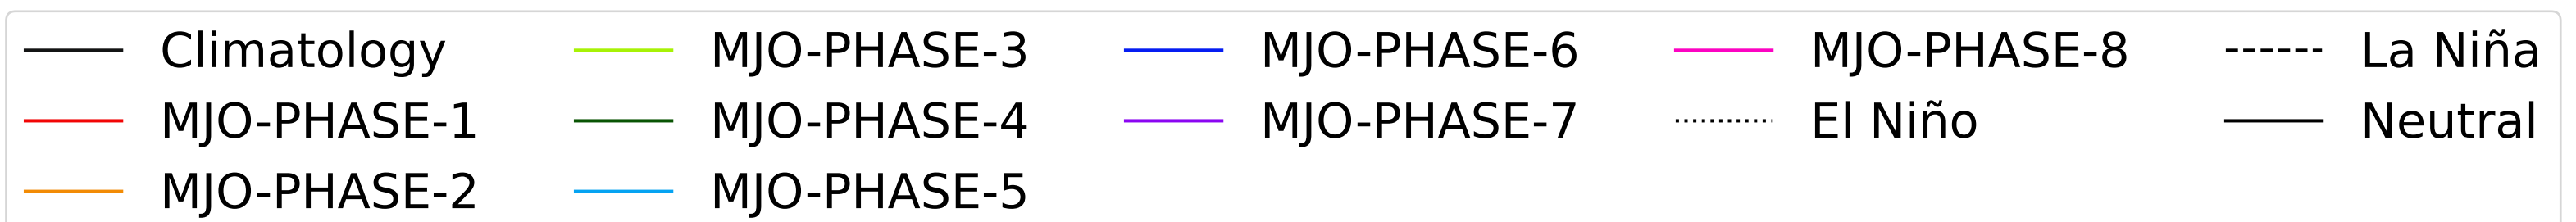 Climatology
MJO-PHASE-1
MJO-PHASE-2
MJO-PHASE-3
MJO-PHASE-4
MJO-PHASE-5
MJO-PHASE-6
MJO-PHASE-7
MJO-PHASE-8
El Niño
La Niña
Neutral